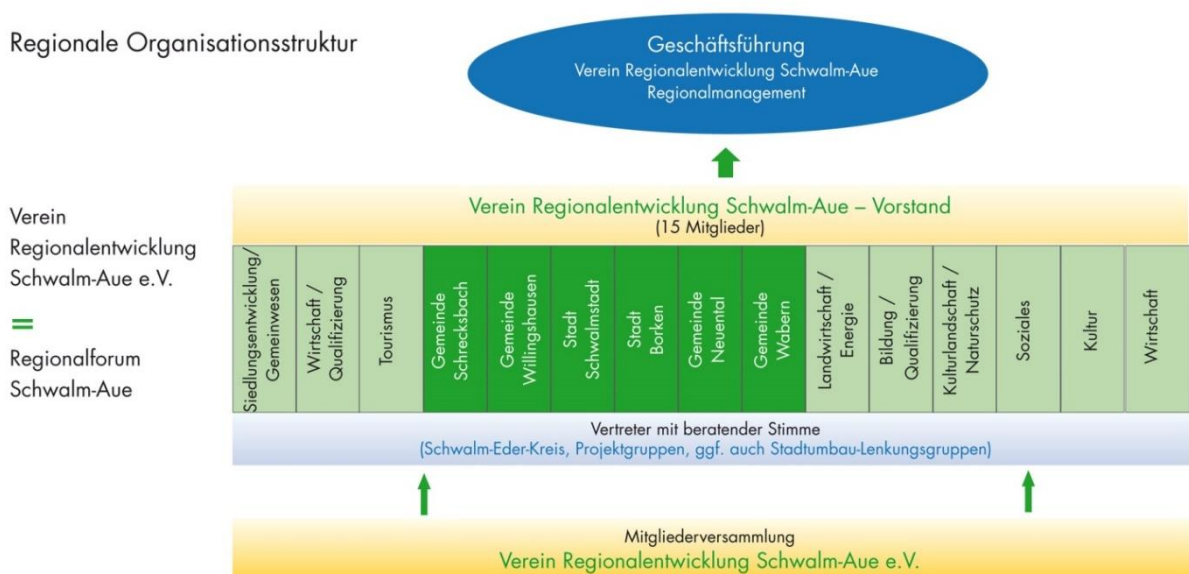 Regionale Organisationsstruktur
Geschäftsführung
Verein Regionalentwicklung Schwalm-Aue
Regionalmanagement
Verein
Regionalentwicklung
Schwalm-Aue e.V.
=
Regionalforum
Schwalm-Aue
Verein Regionalentwicklung Schwalm-Aue – Vorstand
(15 Mitglieder)
Siedlungsentwicklung/
Gemeinwesen
Wirtschaft /
Qualifizierung
Tourismus
Gemeinde
Schrecksbach
Gemeinde
Willingshausen
Stadt
Schwalmstadt
Stadt
Borken
Gemeinde
Neuental
Gemeinde
Wabern
Landwirtschaft /
Energie
Bildung /
Qualifizierung
Kulturlandschaft /
Naturschutz
Soziales
Kultur
Wirtschaft
Vertreter mit beratender Stimme
(Schwalm-Eder-Kreis, Projektgruppen, ggf. auch Stadtumbau-Lenkungsgruppen)
Mitgliederversammlung
Verein Regionalentwicklung Schwalm-Aue e.V.